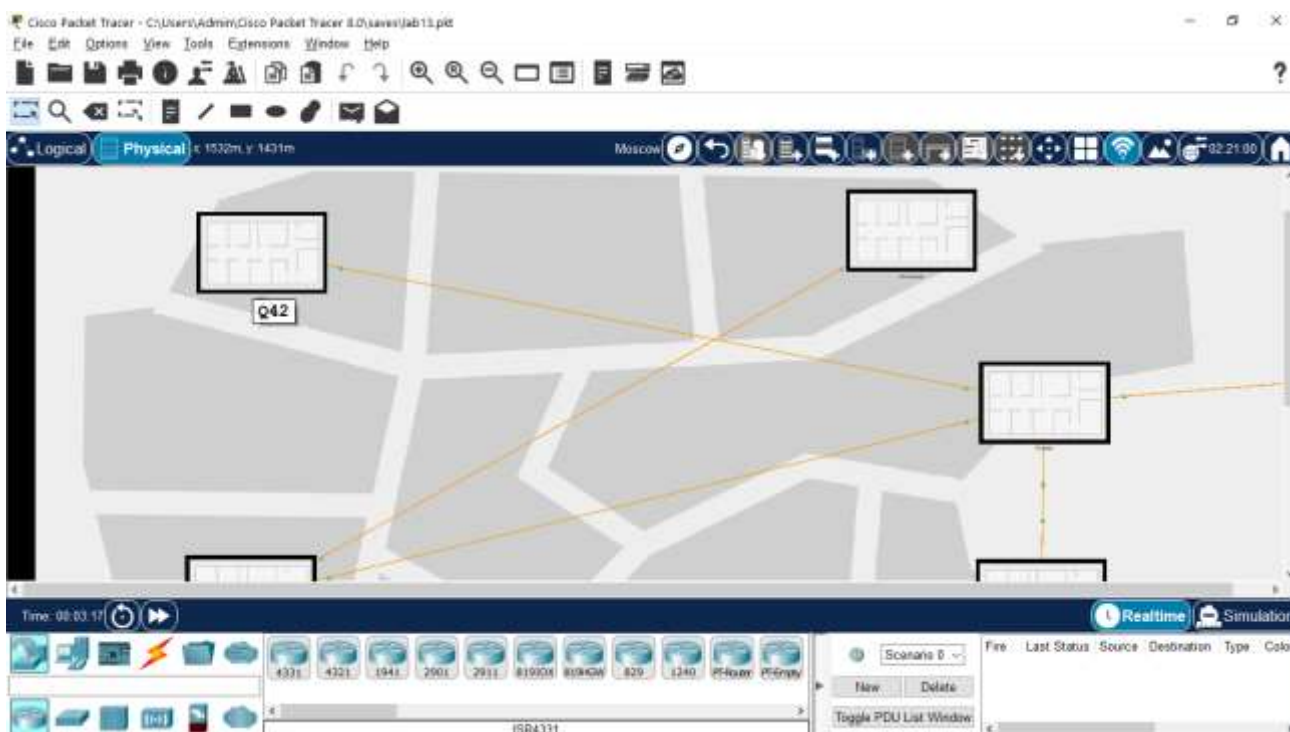 Cisco Packet Tracer - C:\Users\Admin\Cisco Packet Tracer 8.0\saves\lab13.pkt
File Edit Options View Tools Extensions Window Help
Logical Physical x: 1532m, y: 1431m Moscow 02:21:00
Q42
Time: 00:03:17 Realtime Simulation
4331 4321 1941 2901 2911 819IOX 819HGW 829 1240 PT-Router PT-Empty
Scenario 0
Fire Last Status Source Destination Type Colo
New Delete
Toggle PDU List Window
ISR4331